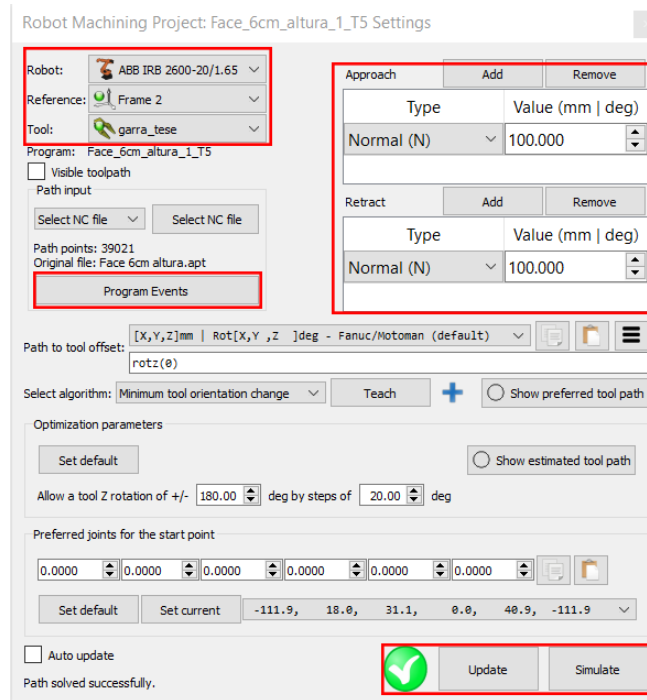 Robot Machining Project: Face_6cm_altura_1_T5 Settings
Robot: ABB IRB 2600-20/1.65
Reference: Frame 2
Tool: garra_tese
Program: Face_6cm_altura_1_T5
Visible toolpath
Path input
Select NC file Select NC file
Path points: 39021
Original file: Face 6cm altura.apt
Program Events
Approach Add Remove
Type Value (mm | deg)
Normal (N) 100.000
Retract Add Remove
Type Value (mm | deg)
Normal (N) 100.000
Path to tool offset: [X,Y,Z]mm | Rot[X,Y ,Z ]deg - Fanuc/Motoman (default)
rotz(0)
Select algorithm: Minimum tool orientation change Teach Show preferred tool path
Optimization parameters
Set default Show estimated tool path
Allow a tool Z rotation of +/- 180.00 deg by steps of 20.00 deg
Preferred joints for the start point
0.0000 0.0000 0.0000 0.0000 0.0000 0.0000
Set default Set current -111.9, 18.0, 31.1, 0.0, 40.9, -111.9
Auto update
Path solved successfully.
Update Simulate